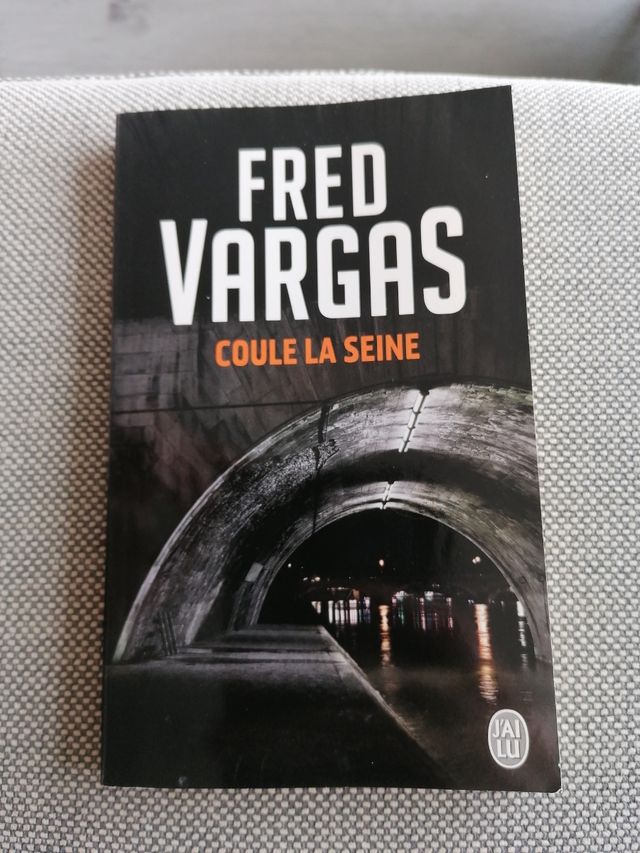 FRED
VARGAS
COULE LA SEINE
J'AI
LU